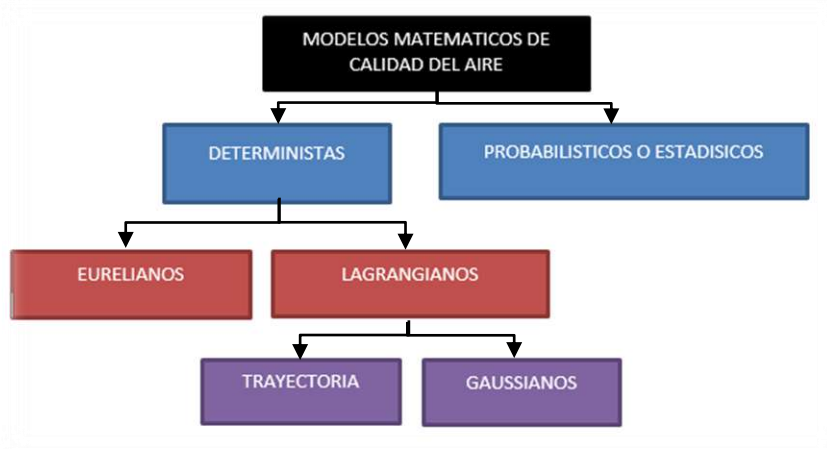 MODELOS MATEMATICOS DE
CALIDAD DEL AIRE
DETERMINISTAS
PROBABILISTICOS O ESTADISICOS
EURELIANOS
LAGRANGIANOS
TRAYECTORIA
GAUSSIANOS